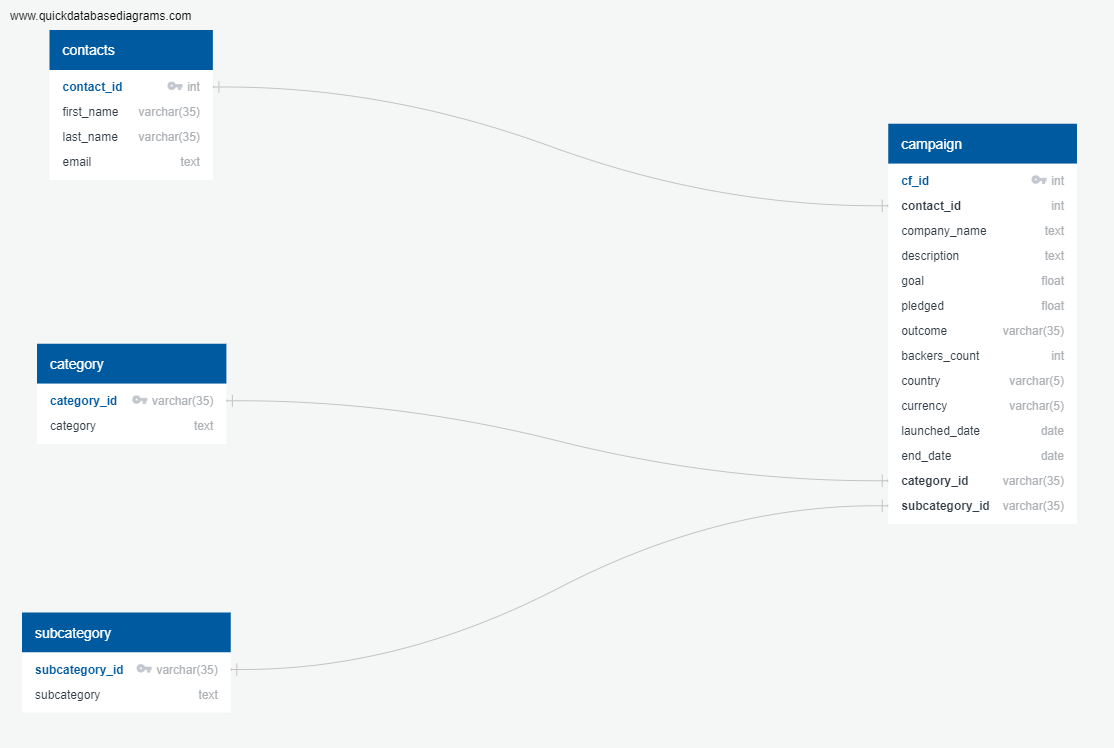 www.quickdatabasediagrams.com
contacts
contact_id int
first_name varchar(35)
last_name varchar(35)
email text
campaign
cf_id int
contact_id int
company_name text
description text
goal float
pledged float
outcome varchar(35)
backers_count int
country varchar(5)
currency varchar(5)
launched_date date
end_date date
category_id varchar(35)
subcategory_id varchar(35)
category
category_id varchar(35)
category text
subcategory
subcategory_id varchar(35)
subcategory text